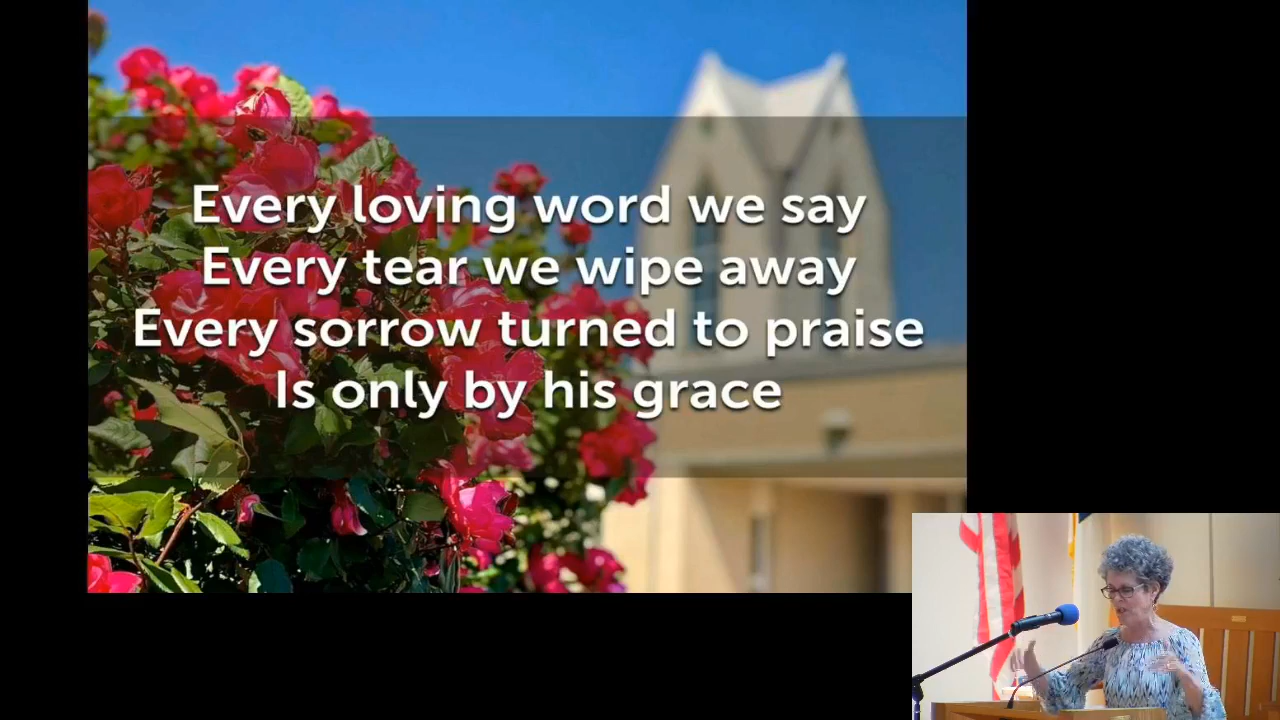 Every loving word we say
Every tear we wipe away
Every sorrow turned to praise
Is only by his grace